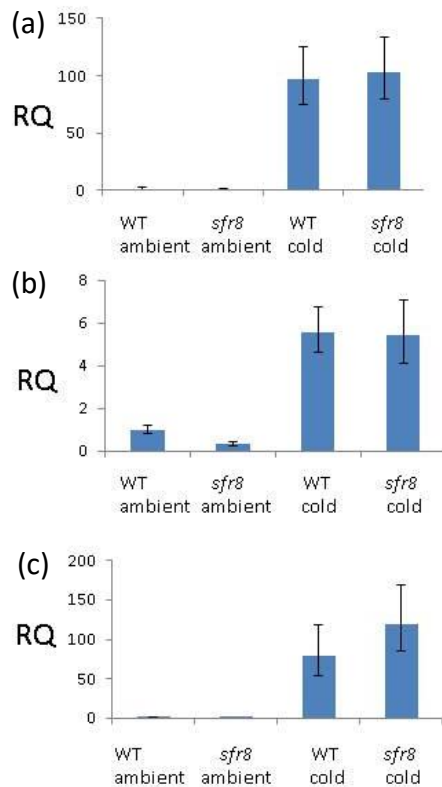 (a)
150
100
RQ
50
0
WT sfr8 WT sfr8
ambient ambient cold cold
(b)
8
6
RQ
4
2
0
WT sfr8 WT sfr8
ambient ambient cold cold
(c)
200
150
RQ
100
50
0
WT sfr8 WT sfr8
ambient ambient cold cold